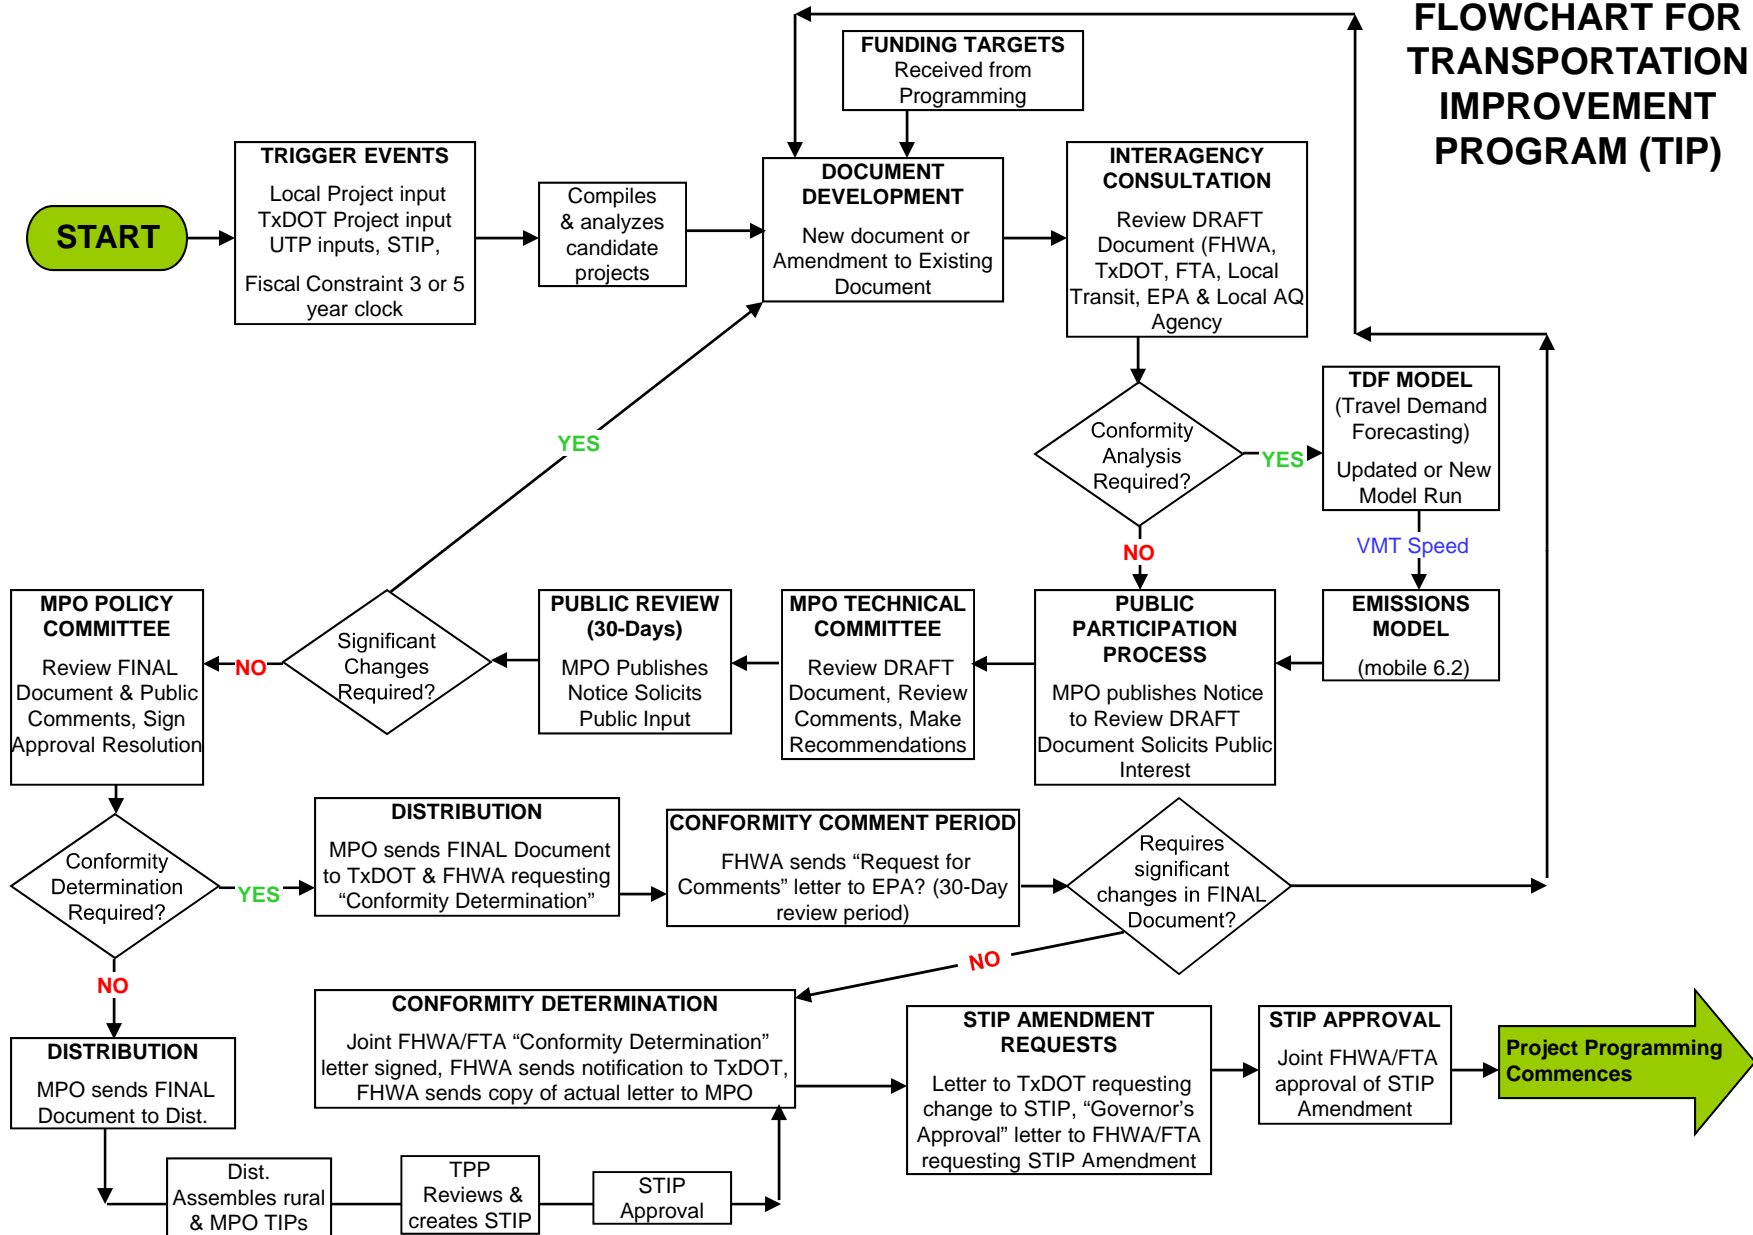 FLOWCHART FOR
TRANSPORTATION
IMPROVEMENT
PROGRAM (TIP)
FUNDING TARGETS
Received from
Programming
START
TRIGGER EVENTS
Local Project input
TxDOT Project input
UTP inputs, STIP,
Fiscal Constraint 3 or 5
year clock
Compiles
& analyzes
candidate
projects
DOCUMENT
DEVELOPMENT
New document or
Amendment to Existing
Document
INTERAGENCY
CONSULTATION
Review DRAFT
Document (FHWA,
TxDOT, FTA, Local
Transit, EPA & Local AQ
Agency
Conformity
Analysis
Required?
YES
NO
TDF MODEL
(Travel Demand
Forecasting)
Updated or New
Model Run
VMT Speed
EMISSIONS
MODEL
(mobile 6.2)
PUBLIC
PARTICIPATION
PROCESS
MPO publishes Notice
to Review DRAFT
Document Solicits Public
Interest
MPO TECHNICAL
COMMITTEE
Review DRAFT
Document, Review
Comments, Make
Recommendations
PUBLIC REVIEW
(30-Days)
MPO Publishes
Notice Solicits
Public Input
Significant
Changes
Required?
YES
NO
MPO POLICY
COMMITTEE
Review FINAL
Document & Public
Comments, Sign
Approval Resolution
Conformity
Determination
Required?
YES
NO
DISTRIBUTION
MPO sends FINAL Document
to TxDOT & FHWA requesting
“Conformity Determination”
CONFORMITY COMMENT PERIOD
FHWA sends “Request for
Comments” letter to EPA? (30-Day
review period)
Requires
significant
changes in FINAL
Document?
NO
CONFORMITY DETERMINATION
Joint FHWA/FTA “Conformity Determination”
letter signed, FHWA sends notification to TxDOT,
FHWA sends copy of actual letter to MPO
DISTRIBUTION
MPO sends FINAL
Document to Dist.
Dist.
Assembles rural
& MPO TIPs
TPP
Reviews &
creates STIP
STIP
Approval
STIP AMENDMENT
REQUESTS
Letter to TxDOT requesting
change to STIP, “Governor’s
Approval” letter to FHWA/FTA
requesting STIP Amendment
STIP APPROVAL
Joint FHWA/FTA
approval of STIP
Amendment
Project Programming
Commences